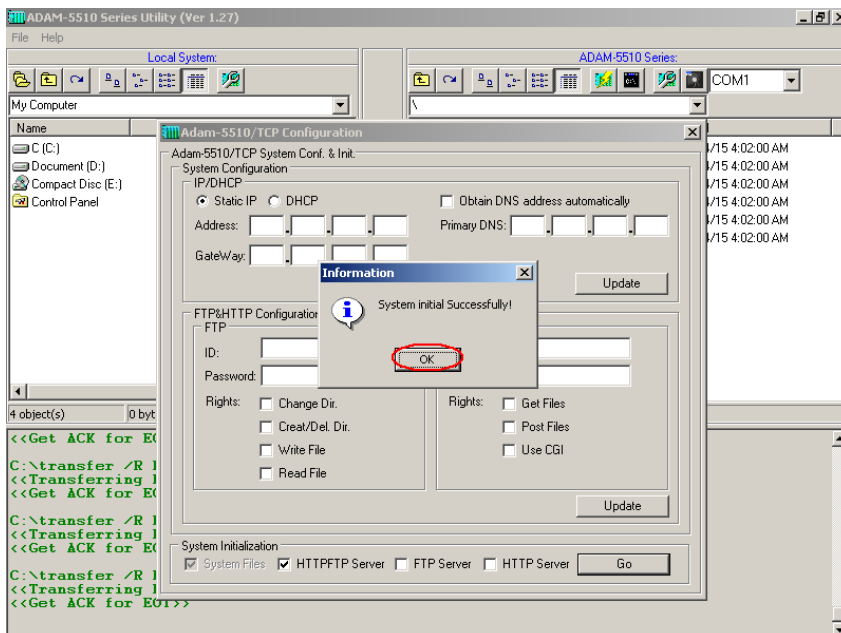 ADAM-5510 Series Utility (Ver 1.27)
File Help
Local System:
ADAM-5510 Series:
COM1
My Computer
\
Name
C (C:)
Document (D:)
Compact Disc (E:)
Control Panel
/15 4:02:00 AM
/15 4:02:00 AM
/15 4:02:00 AM
/15 4:02:00 AM
/15 4:02:00 AM
/15 4:02:00 AM
4 object(s)
0 byt
Adam-5510/TCP Configuration
Adam-5510/TCP System Conf. & Init.
System Configuration
IP/DHCP
Static IP DHCP
Obtain DNS address automatically
Address: . . .
Primary DNS: . . .
GateWay: .
Update
Information
System initial Successfully!
OK
FTP&HTTP Configuration
FTP
ID:
Password:
Rights: Change Dir.
Creat/Del. Dir.
Write File
Read File
Rights: Get Files
Post Files
Use CGI
Update
System Initialization
System Files HTTPFTP Server FTP Server HTTP Server Go
<<Get ACK for EO
C:\transfer /R
<<Transferring
<<Get ACK for EO
C:\transfer /R
<<Transferring
<<Get ACK for EO
C:\transfer /R
<<Transferring
<<Get ACK for EOT>>